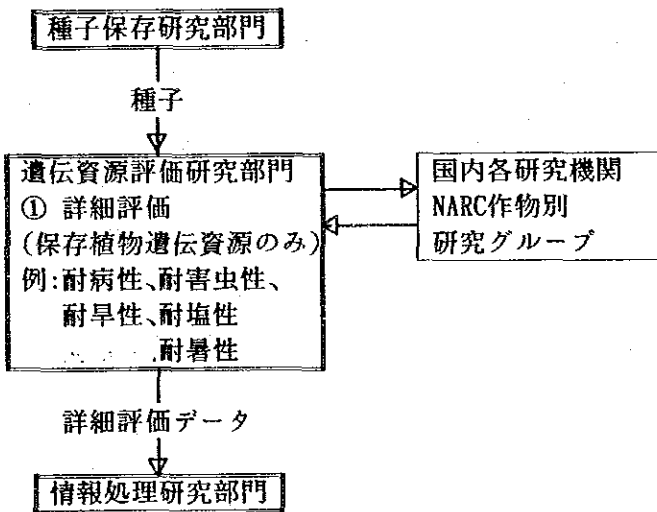 種子保存研究部門
種子
遺伝資源評価研究部門
① 詳細評価
(保存植物遺伝資源のみ)
例:耐病性、耐害虫性、
耐旱性、耐塩性
耐暑性
国内各研究機関
NARC作物別
研究グループ
詳細評価データ
情報処理研究部門